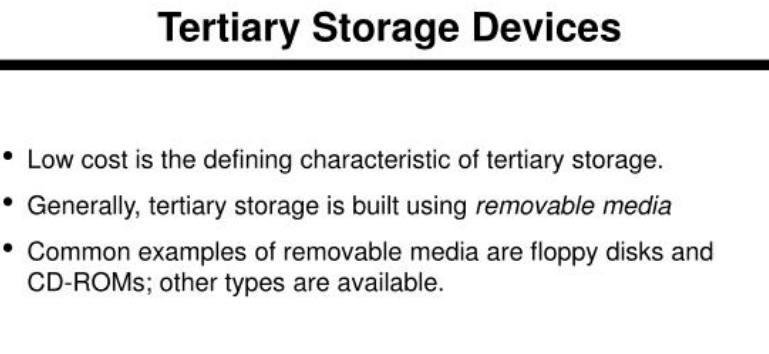 Tertiary Storage Devices
• Low cost is the defining characteristic of tertiary storage.
• Generally, tertiary storage is built using removable media
• Common examples of removable media are floppy disks and
CD-ROMs; other types are available.